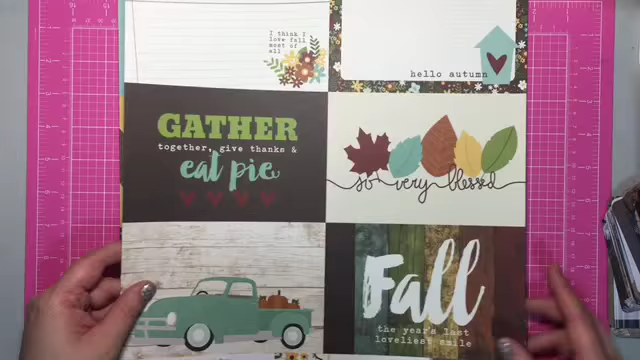 I think I
love fall
most of
all
hello autumn
GATHER
together, give thanks &
eat pie
so very blessed
Fall
the year's last
loveliest smile